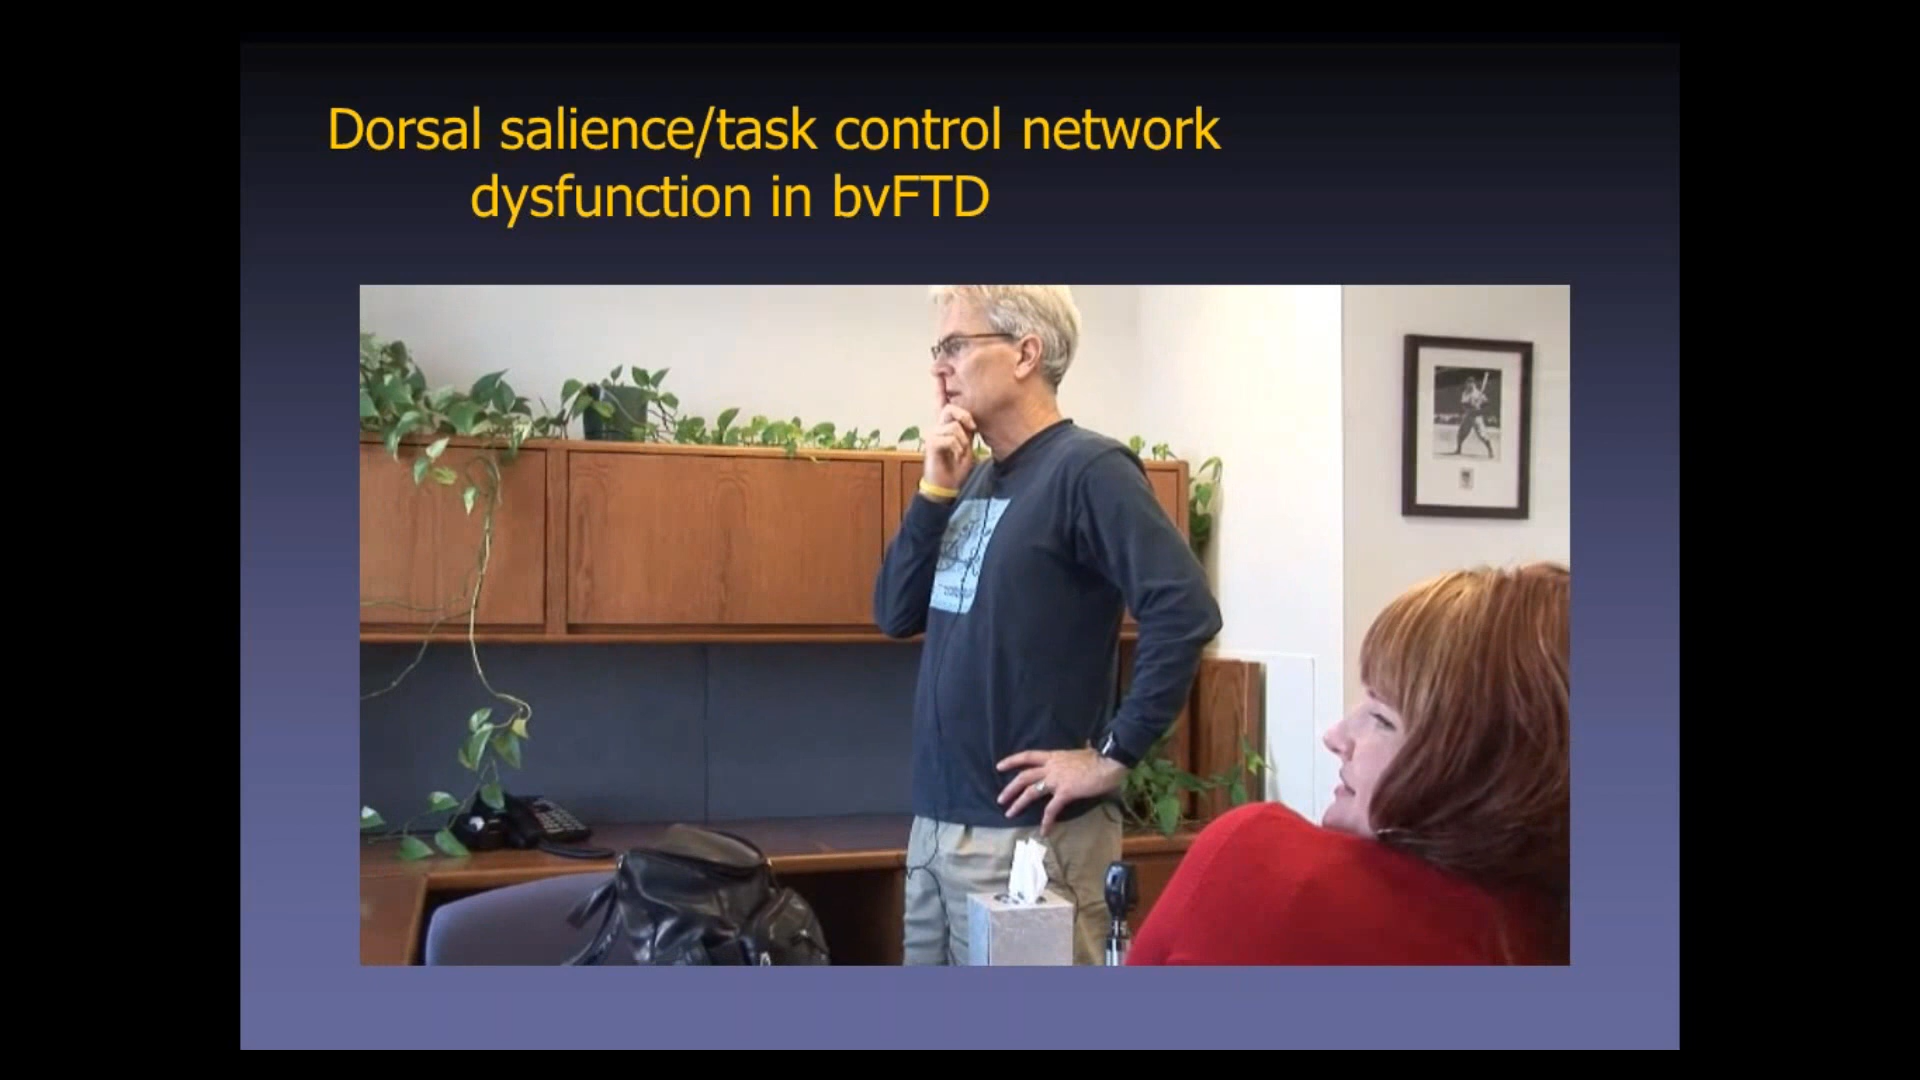 Dorsal salience/task control network
dysfunction in bvFTD